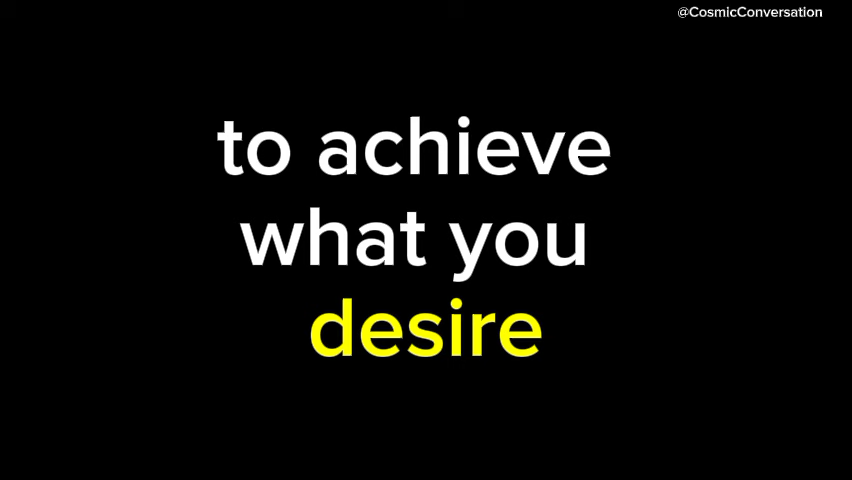 @CosmicConversation
to achieve
what you
desire